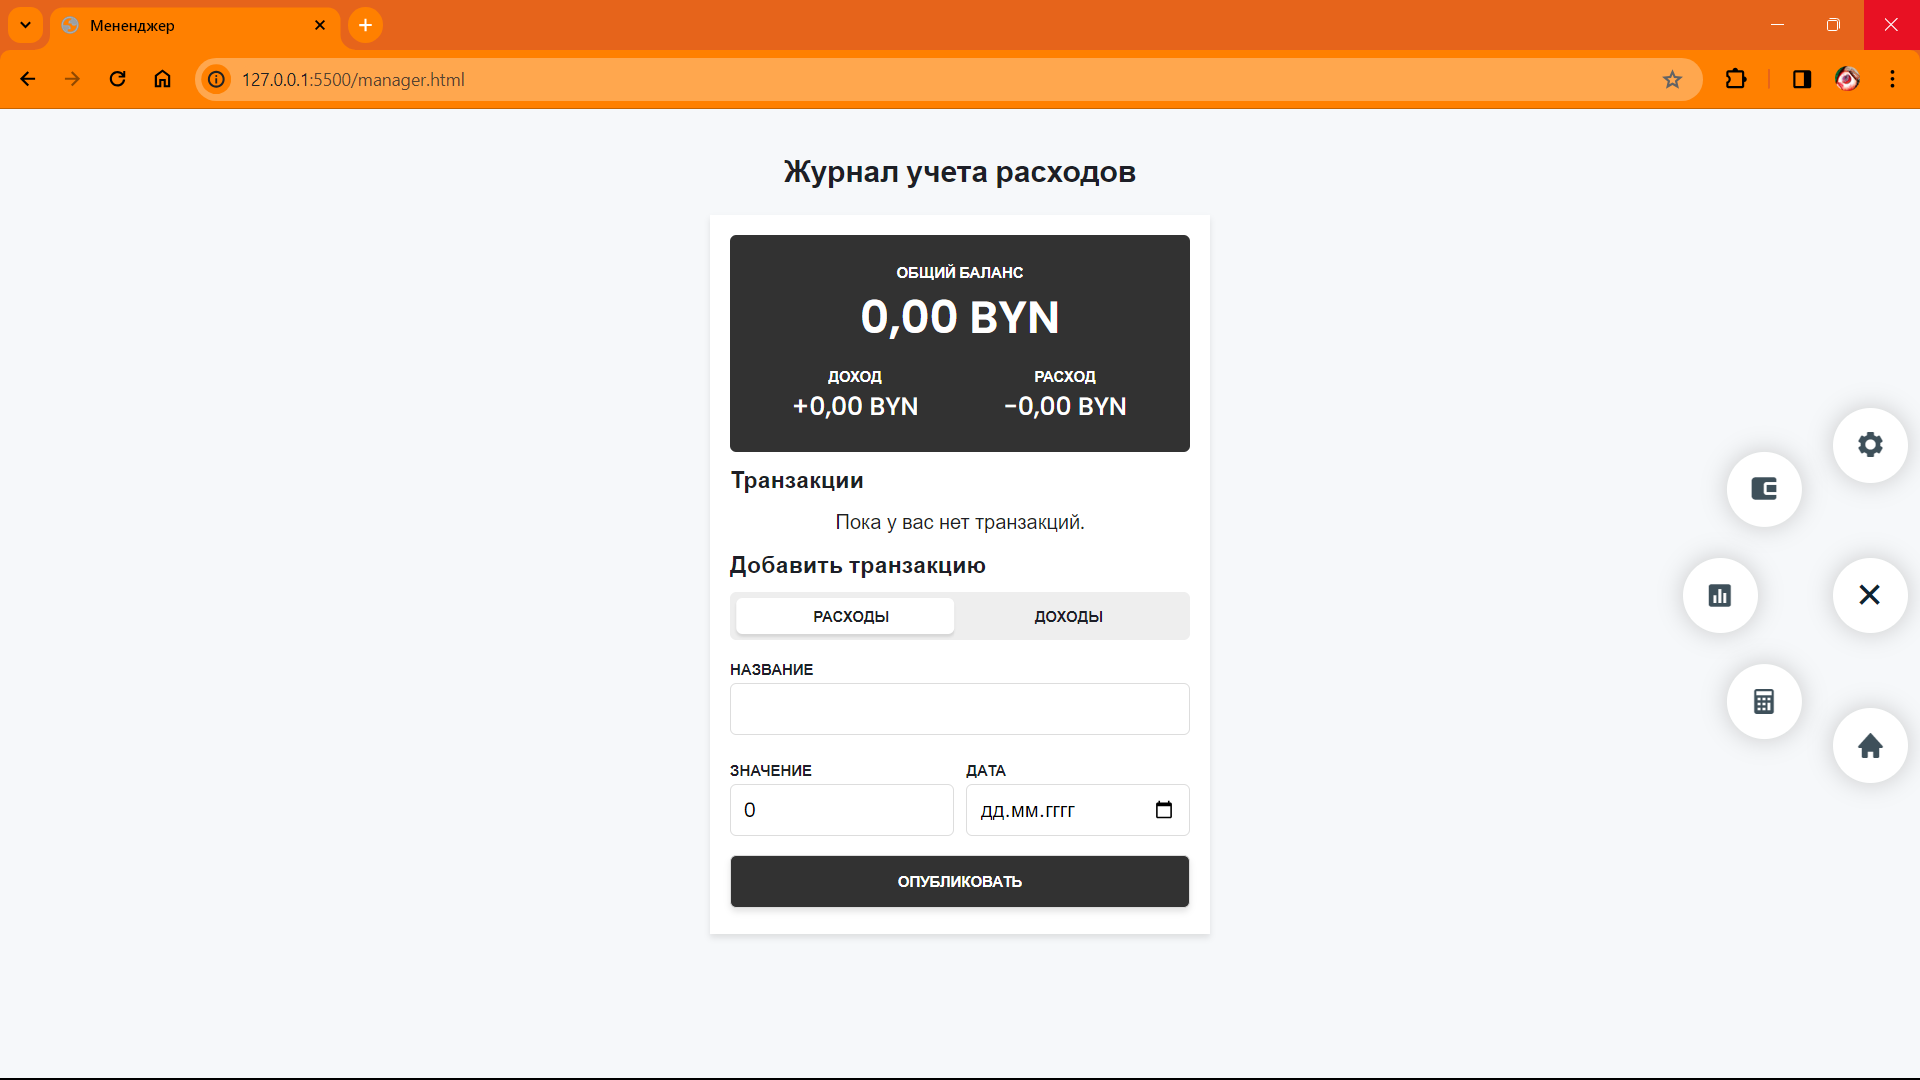 Мененджер
127.0.0.1:5500/manager.html
Журнал учета расходов
ОБЩИЙ БАЛАНС
0,00 BYN
ДОХОД
РАСХОД
+0,00 BYN
−0,00 BYN
Транзакции
Пока у вас нет транзакций.
Добавить транзакцию
РАСХОДЫ
ДОХОДЫ
НАЗВАНИЕ
ЗНАЧЕНИЕ
ДАТА
0
дд.мм.гггг
ОПУБЛИКОВАТЬ